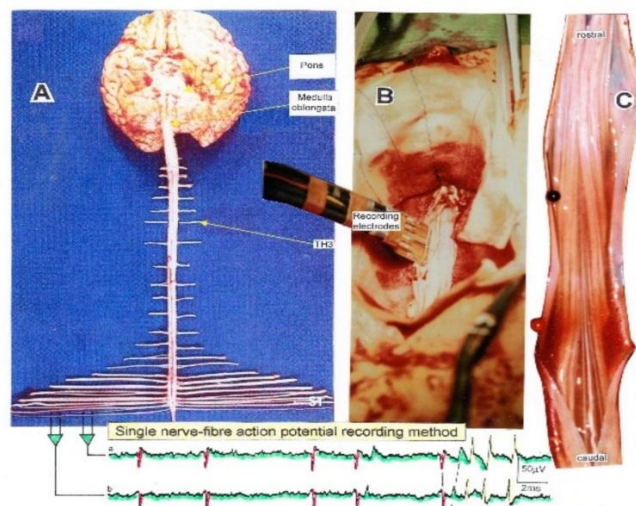 A
Pons
Medulla
oblongata
TH3
S1
B
Recording
electrodes
rostral
C
caudal
Single nerve-fibre action potential recording method
a
b
50µV
2ms